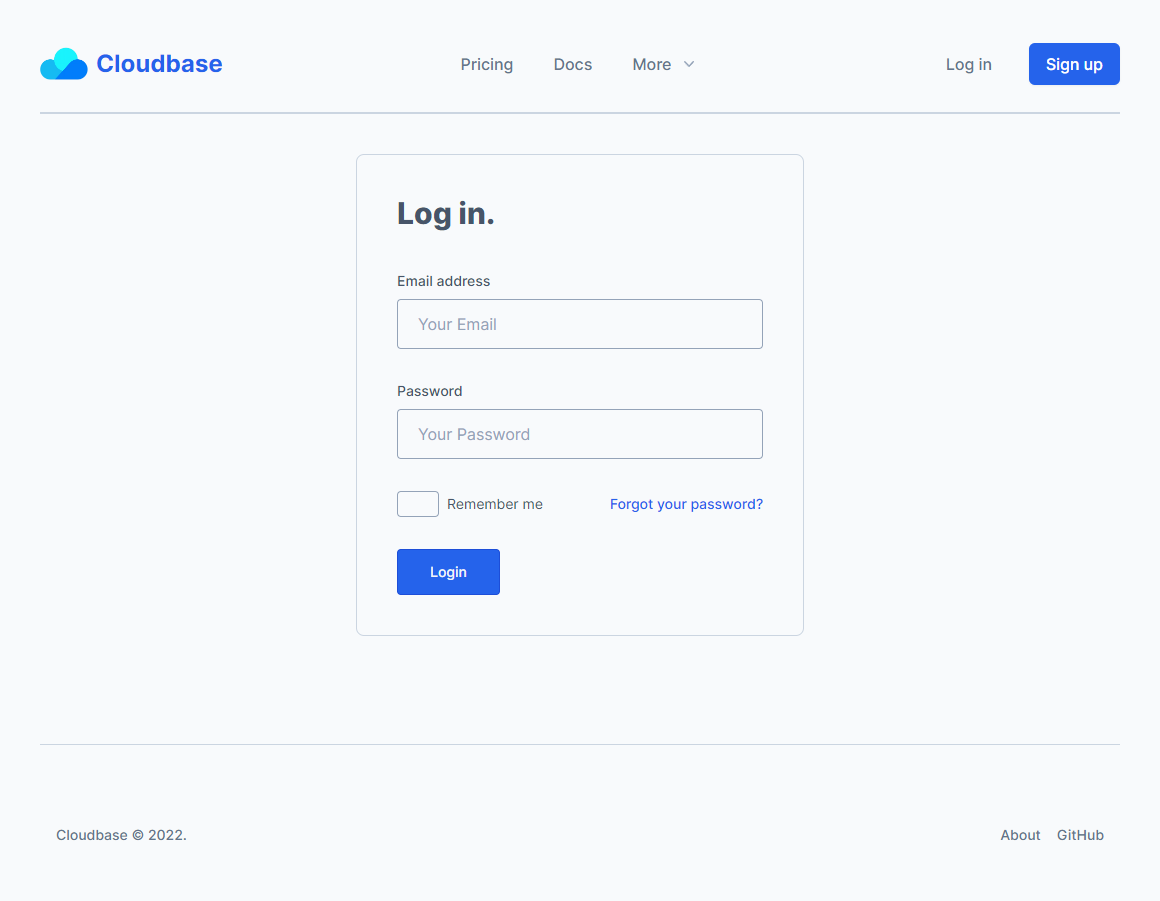 Cloudbase
Pricing Docs More
Log in Sign up
Log in.
Email address
Your Email
Password
Your Password
Remember me Forgot your password?
Login
Cloudbase © 2022.
About GitHub